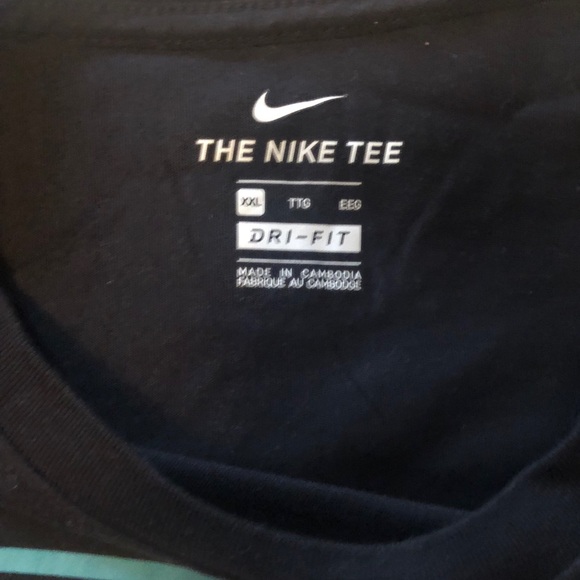 THE NIKE TEE
XXL TTG EEG
DRI-FIT
MADE IN CAMBODIA
FABRIQUE AU CAMBODGE